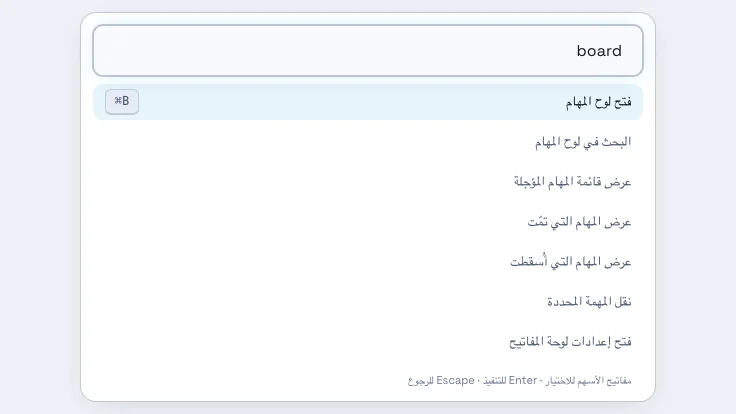 board
فتح لوح المهام ⌘B
البحث في لوح المهام
عرض قائمة المهام المؤجلة
عرض المهام التي تمّت
عرض المهام التي أُسقطت
نقل المهمة المحددة
فتح إعدادات لوحة المفاتيح
مفاتيح الأسهم للاختيار · Enter للتنفيذ · Escape للرجوع